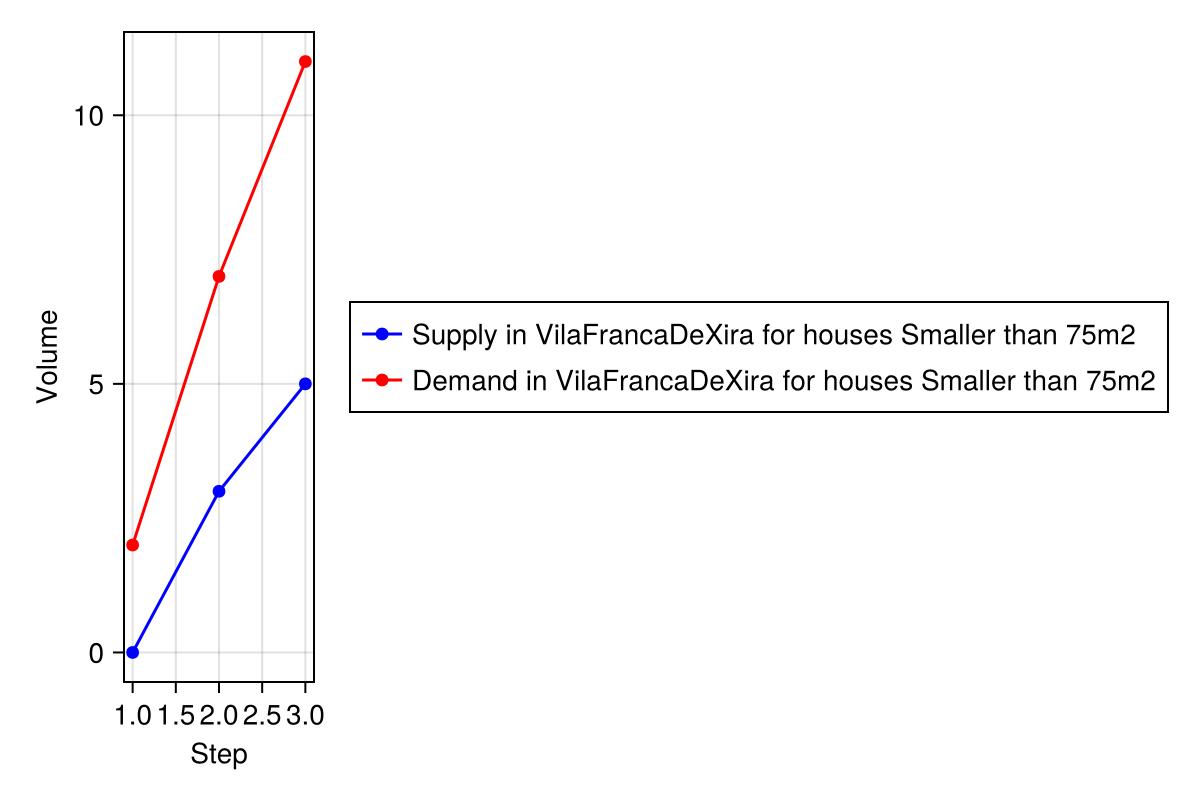 Volume
10
5
0
1.0 1.5 2.0 2.5 3.0
Step
Supply in VilaFrancaDeXira for houses Smaller than 75m2
Demand in VilaFrancaDeXira for houses Smaller than 75m2